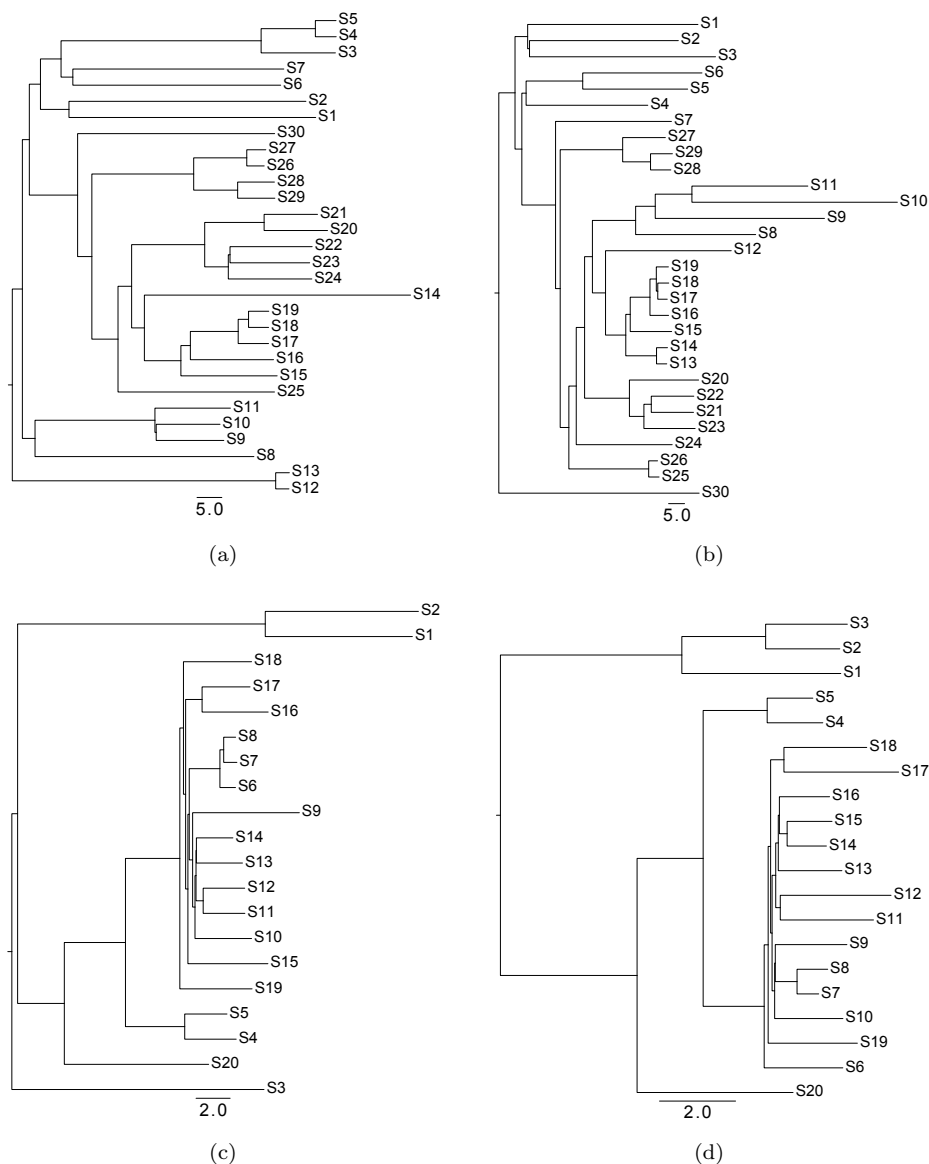 S5
S4
S3
S7
S6
S2
S1
S30
S27
S26
S28
S29
S21
S20
S22
S23
S24
S14
S19
S18
S17
S16
S15
S25
S11
S10
S9
S8
S13
S12
5.0
(a)
S1
S2
S3
S6
S5
S4
S7
S27
S29
S28
S11
S10
S9
S8
S12
S19
S18
S17
S16
S15
S14
S13
S20
S22
S21
S23
S24
S26
S25
S30
5.0
(b)
S2
S1
S18
S17
S16
S8
S7
S6
S9
S14
S13
S12
S11
S10
S15
S19
S5
S4
S20
S3
2.0
(c)
S3
S2
S1
S5
S4
S18
S17
S16
S15
S14
S13
S12
S11
S9
S8
S7
S10
S19
S6
S20
2.0
(d)